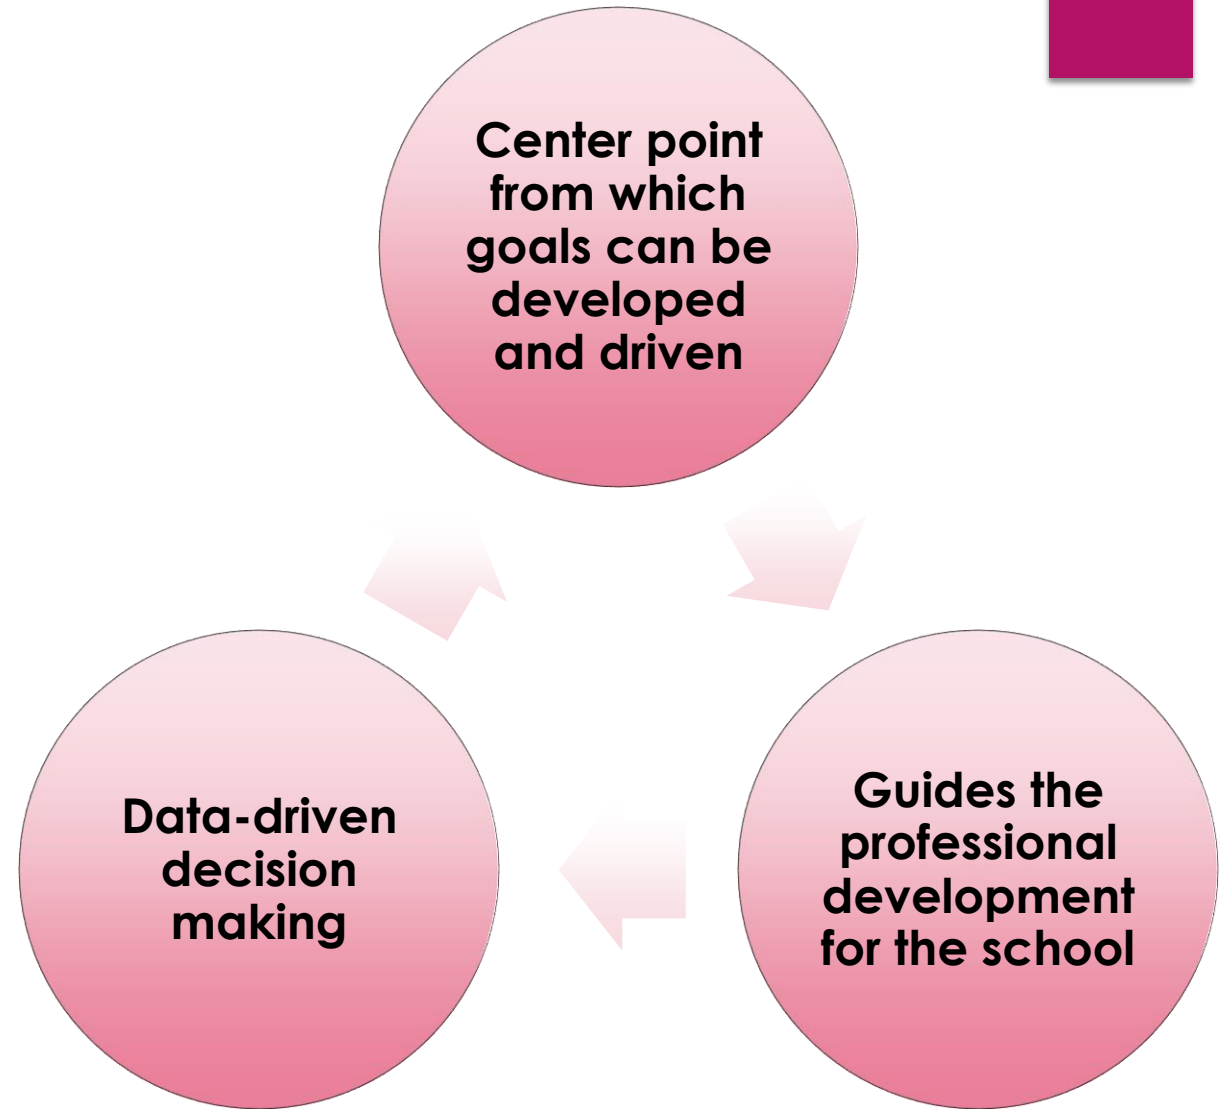 Center point
from which
goals can be
developed
and driven
Guides the
professional
development
for the school
Data-driven
decision
making